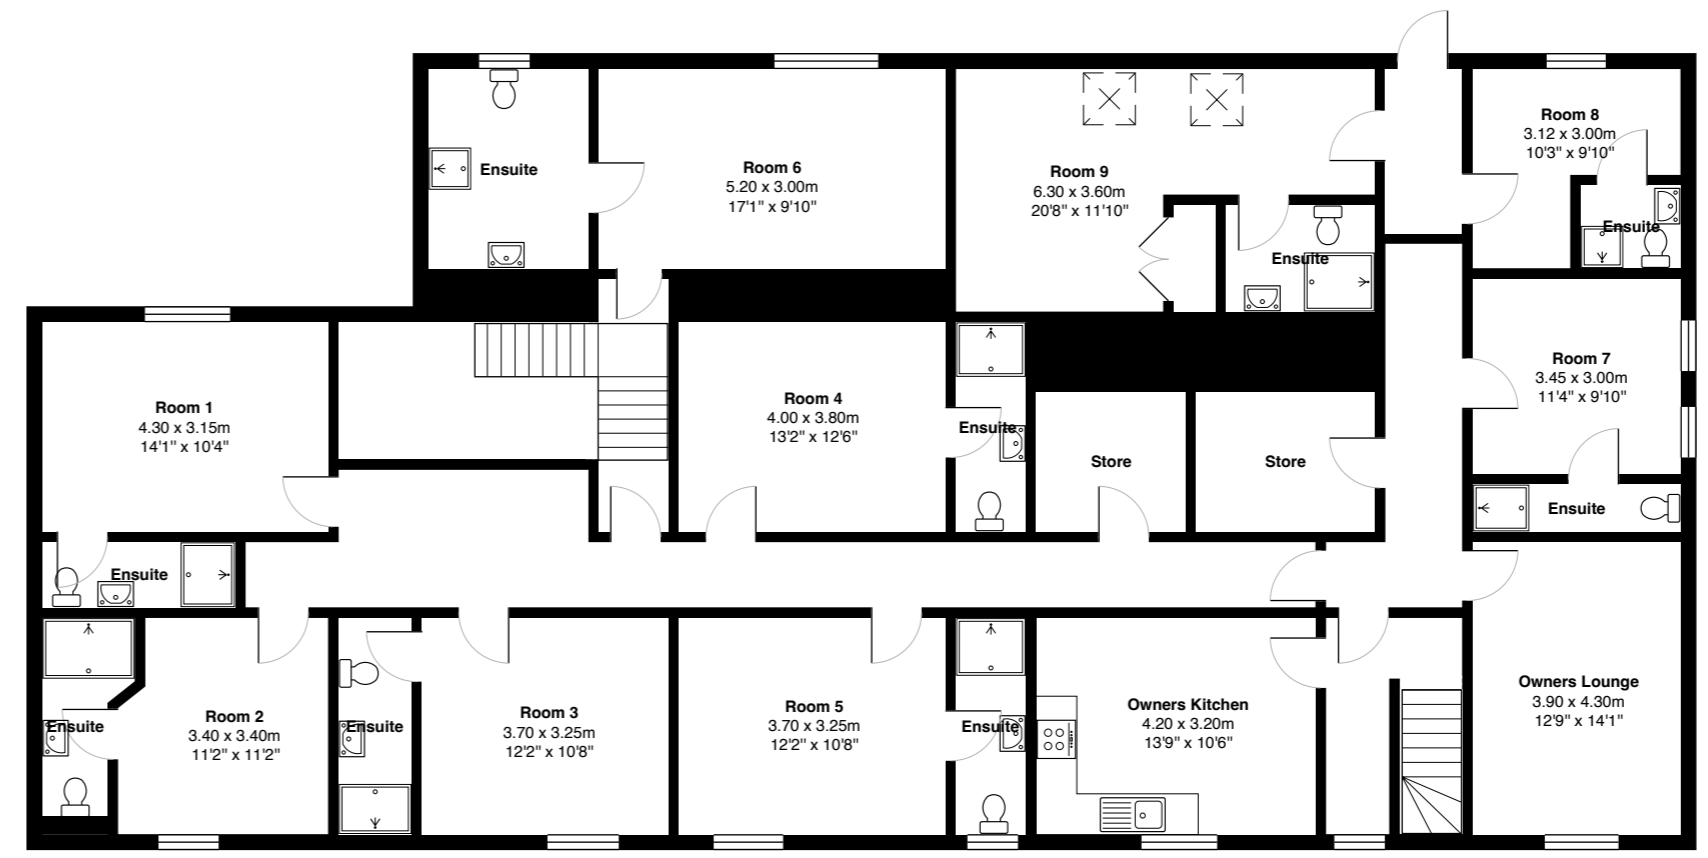 Ensuite
Room 6
5.20 x 3.00m
17'1" x 9'10"
Room 9
6.30 x 3.60m
20'8" x 11'10"
Ensuite
Room 8
3.12 x 3.00m
10'3" x 9'10"
Ensuite
Room 1
4.30 x 3.15m
14'1" x 10'4"
Ensuite
Room 4
4.00 x 3.80m
13'2" x 12'6"
Ensuite
Store
Store
Room 7
3.45 x 3.00m
11'4" x 9'10"
Ensuite
Ensuite
Room 2
3.40 x 3.40m
11'2" x 11'2"
Ensuite
Room 3
3.70 x 3.25m
12'2" x 10'8"
Room 5
3.70 x 3.25m
12'2" x 10'8"
Ensuite
Owners Kitchen
4.20 x 3.20m
13'9" x 10'6"
Owners Lounge
3.90 x 4.30m
12'9" x 14'1"